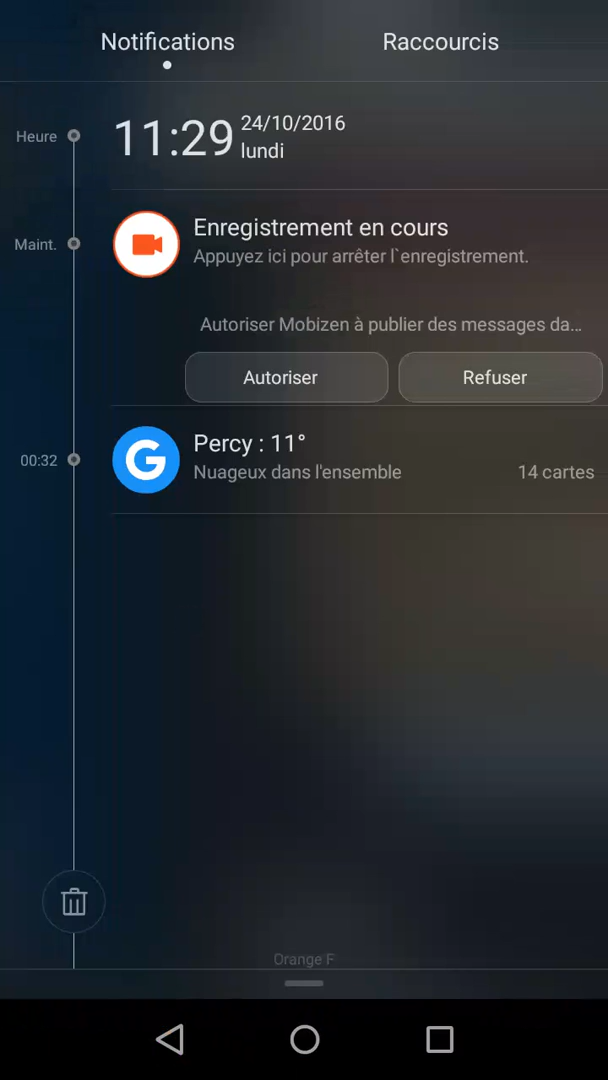 Notifications
Raccourcis
Heure
11:29
24/10/2016
lundi
Maint.
Enregistrement en cours
Appuyez ici pour arrêter l`enregistrement.
Autoriser Mobizen à publier des messages da...
Autoriser
Refuser
00:32
G
Percy : 11°
Nuageux dans l'ensemble
14 cartes
Orange F